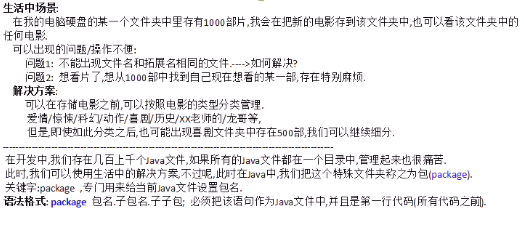 生活中场景:
在我的电脑硬盘的某一个文件夹中里存有1000部片,我会在把新的电影存到该文件夹中,也可以看该文件夹中的
任何电影.
可以出现的问题/操作不便:
问题1: 不能出现文件名和拓展名相同的文件.---->如何解决?
问题2: 想看片了,想从1000部中找到自己现在想看的某一部,存在特别麻烦.
解决方案:
可以在存储电影之前,可以按照电影的类型分类管理.
爱情/惊悚/科幻/动作/喜剧/历史/xx老师的/龙哥等,
但是,即使如此分类之后,也可能出现喜剧文件夹中存在500部,我们可以继续细分.
在开发中,我们存在几百上千个Java文件,如果所有的Java文件都在一个目录中,管理起来也很痛苦.
此时,我们可以使用生活中的解决方案,不过呢,此时在Java中,我们把这个特殊文件夹称之为包(package).
关键字:package ,专门用来给当前Java文件设置包名.
语法格式: package 包名.子包名.子子包; 必须把该语句作为Java文件中,并且是第一行代码(所有代码之前).